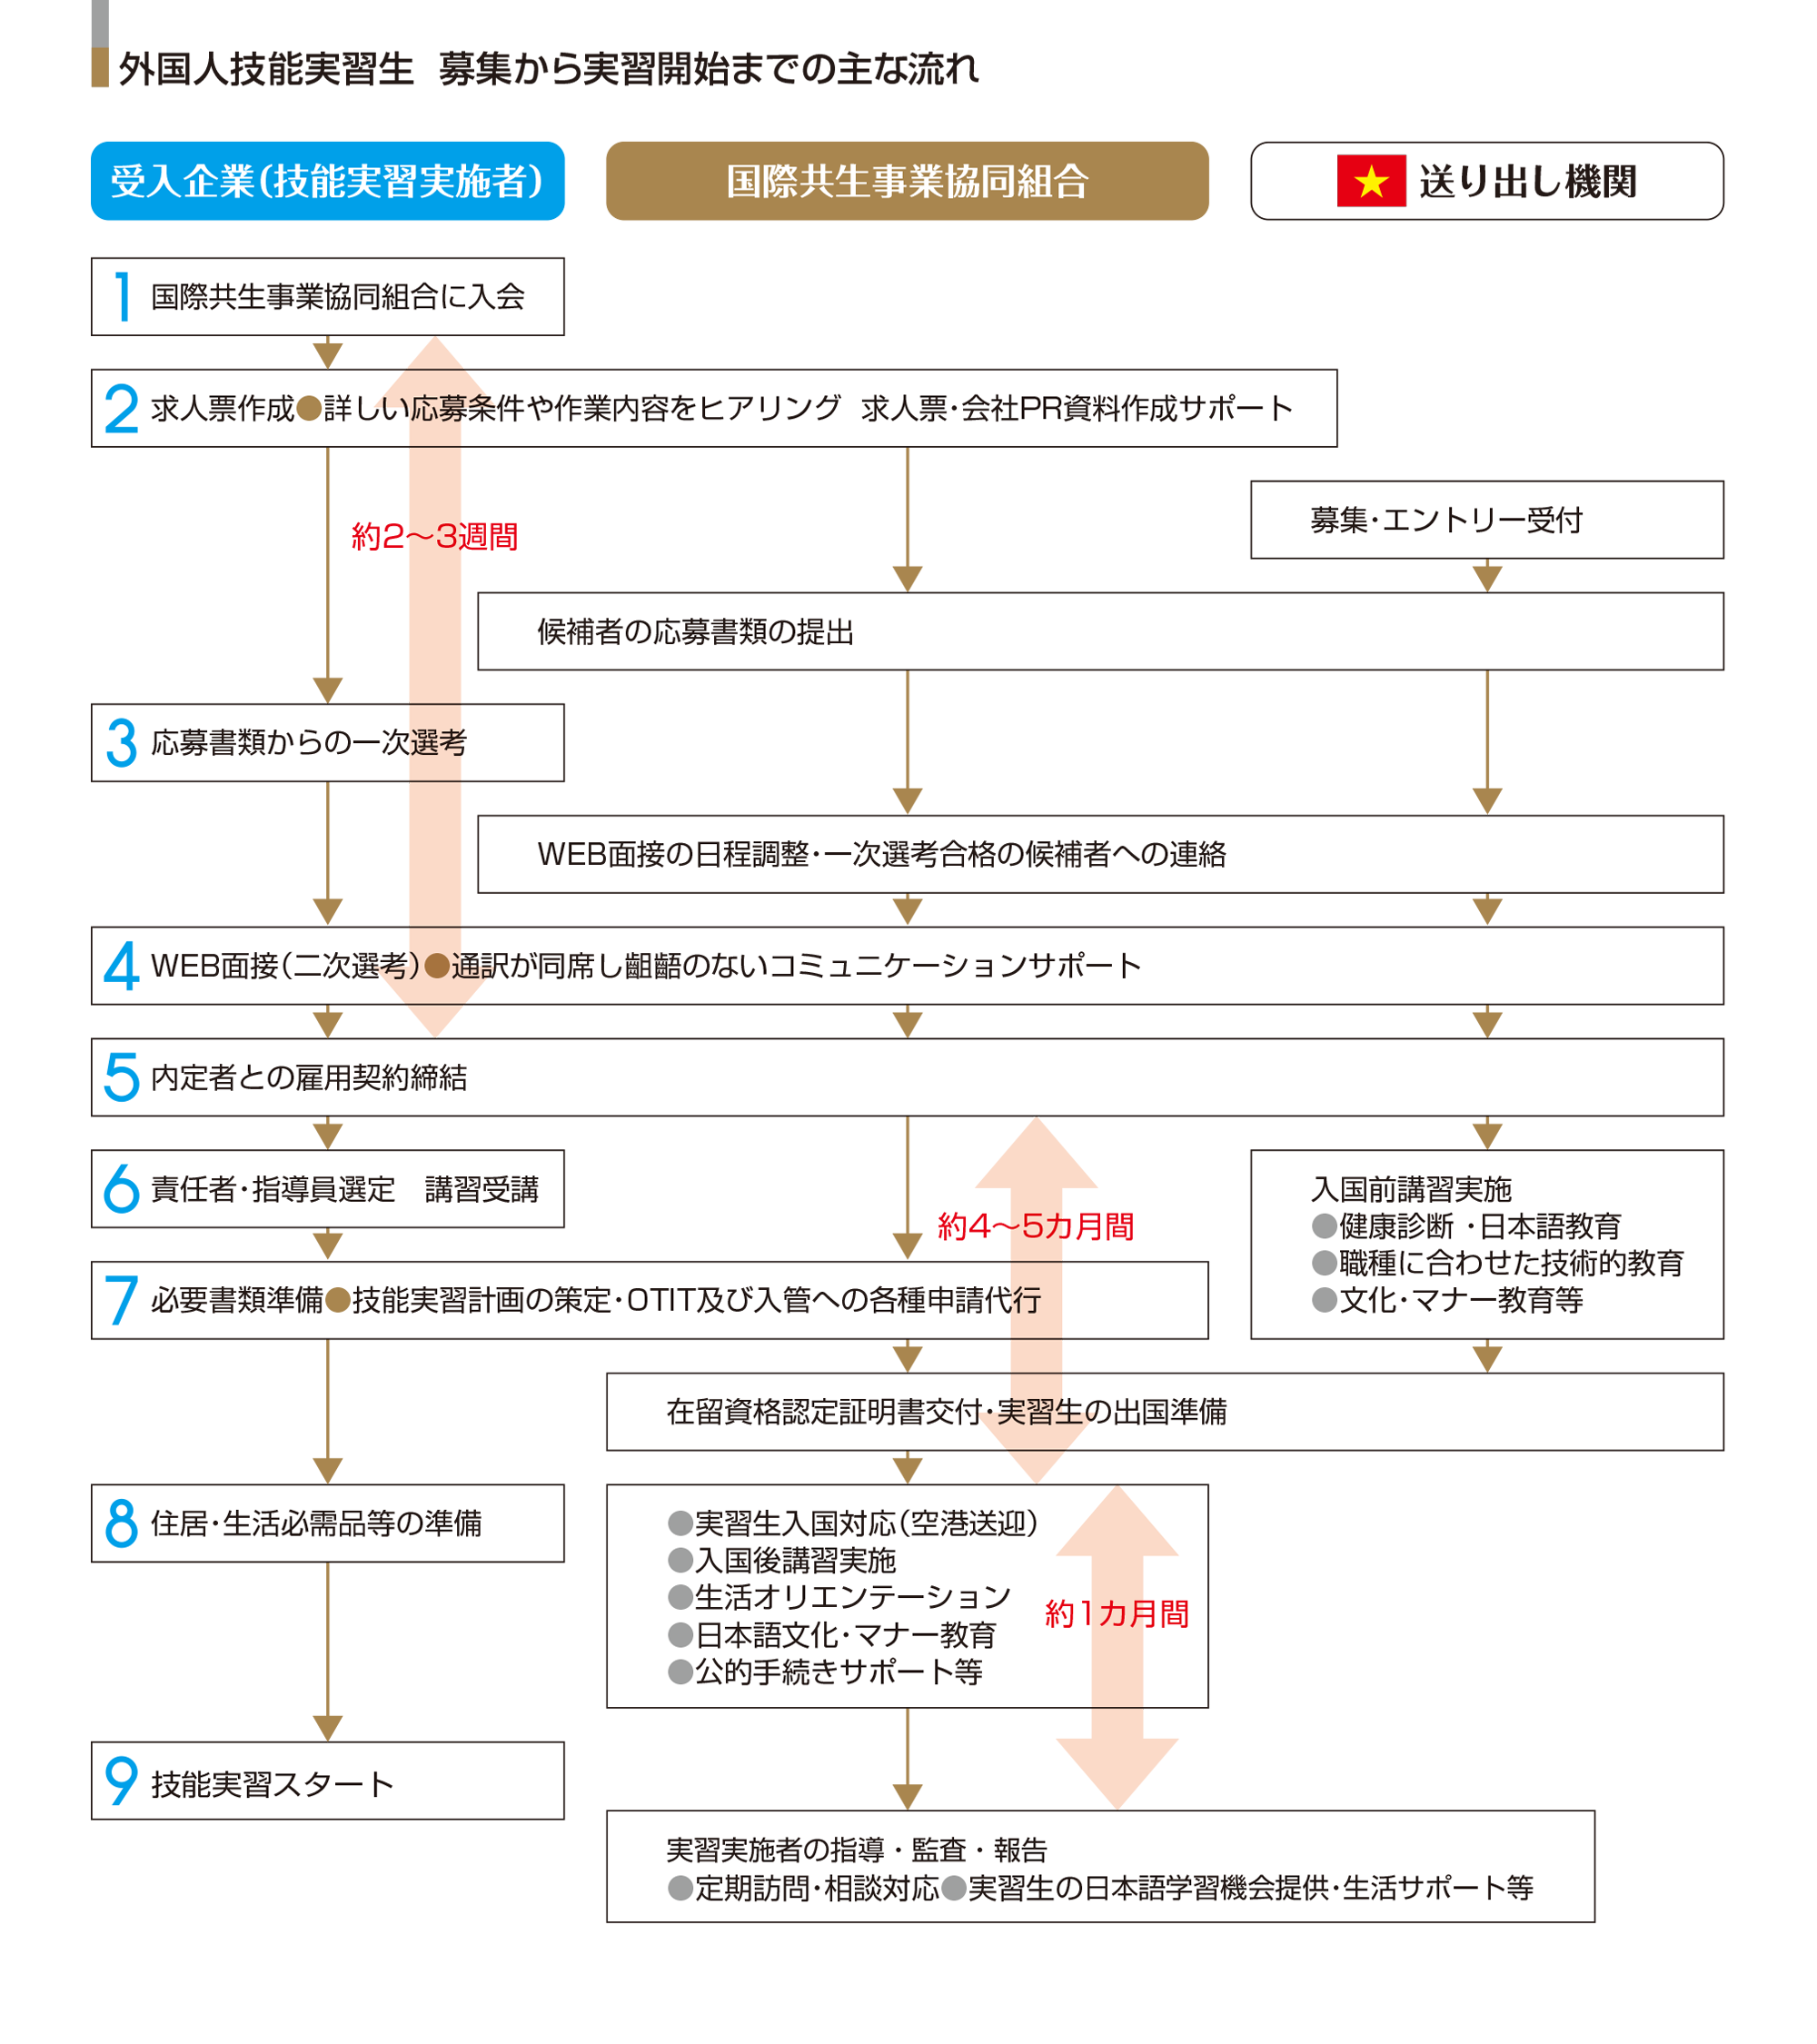 外国人技能実習生 募集から実習開始までの主な流れ
受入企業(技能実習実施者)
国際共生事業協同組合
送り出し機関
1 国際共生事業協同組合に入会
2 求人票作成●詳しい応募条件や作業内容をヒアリング 求人票・会社PR資料作成サポート
募集・エントリー受付
約2〜3週間
候補者の応募書類の提出
3 応募書類からの一次選考
WEB面接の日程調整・一次選考合格の候補者への連絡
4 WEB面接(二次選考)●通訳が同席し齟齬のないコミュニケーションサポート
5 内定者との雇用契約締結
6 責任者・指導員選定 講習受講
入国前講習実施
●健康診断・日本語教育
●職種に合わせた技術的教育
●文化・マナー教育等
約4〜5カ月間
7 必要書類準備●技能実習計画の策定・OTIT及び入管への各種申請代行
在留資格認定証明書交付・実習生の出国準備
8 住居・生活必需品等の準備
●実習生入国対応(空港送迎)
●入国後講習実施
●生活オリエンテーション
●日本語文化・マナー教育
●公的手続きサポート等
約1カ月間
9 技能実習スタート
実習実施者の指導・監査・報告
●定期訪問・相談対応●実習生の日本語学習機会提供・生活サポート等